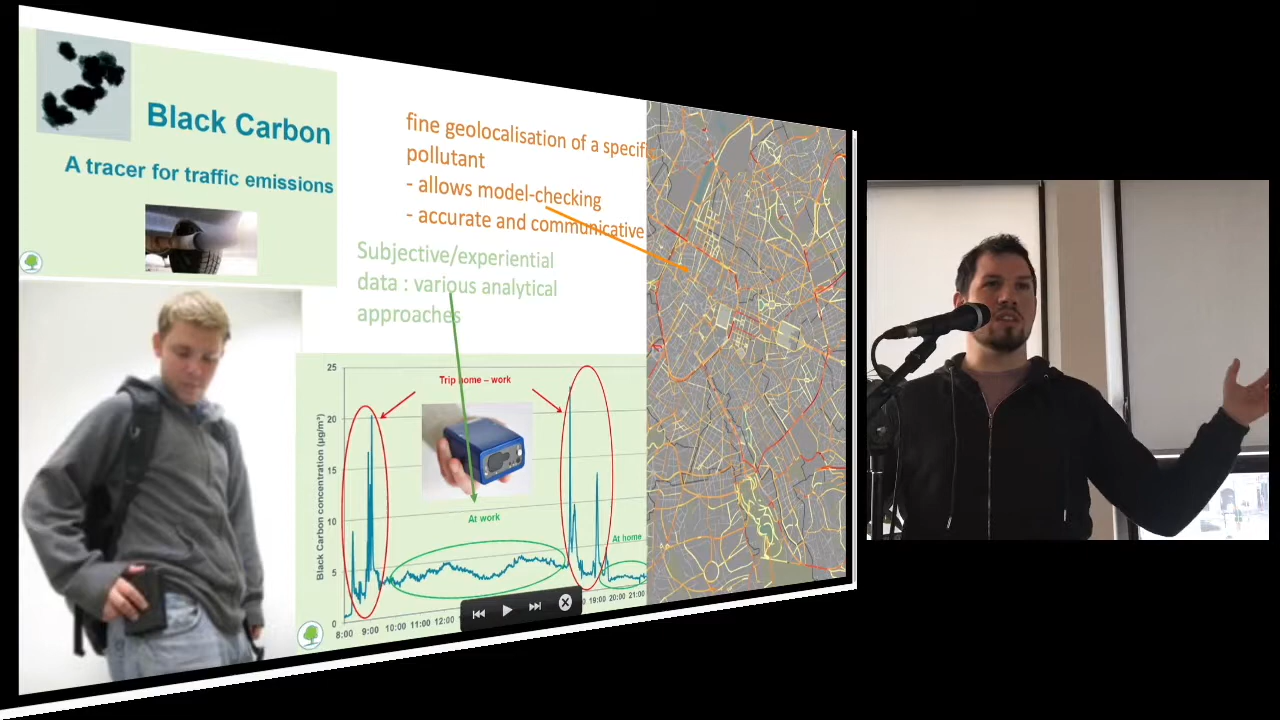 Black Carbon
A tracer for traffic emissions
fine geolocalisation of a specific
pollutant
- allows model-checking
- accurate and communicative
Subjective/experiential
data : various analytical
approaches
25
20
15
10
5
0
Black Carbon concentration (µg/m³)
Trip home – work
At work
At home
8:00 9:00 10:00 11:00 12:00
19:00 20:00 21:00